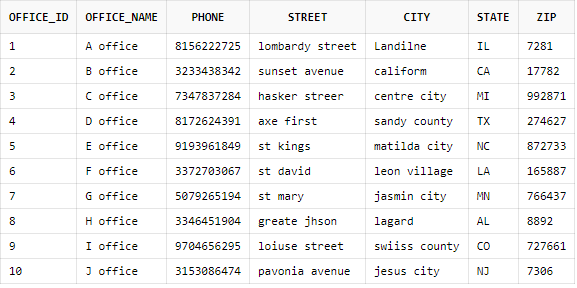 OFFICE_ID OFFICE_NAME PHONE STREET CITY STATE ZIP
1 A office 8156222725 lombardy street Landilne IL 7281
2 B office 3233438342 sunset avenue caliform CA 17782
3 C office 7347837284 hasker streer centre city MI 992871
4 D office 8172624391 axe first sandy county TX 274627
5 E office 9193961849 st kings matilda city NC 872733
6 F office 3372703067 st david leon village LA 165887
7 G office 5079265194 st mary jasmin city MN 766437
8 H office 3346451904 greate jhson lagard AL 8892
9 I office 9704656295 loiuse street swiiss county CO 727661
10 J office 3153086474 pavonia avenue jesus city NJ 7306